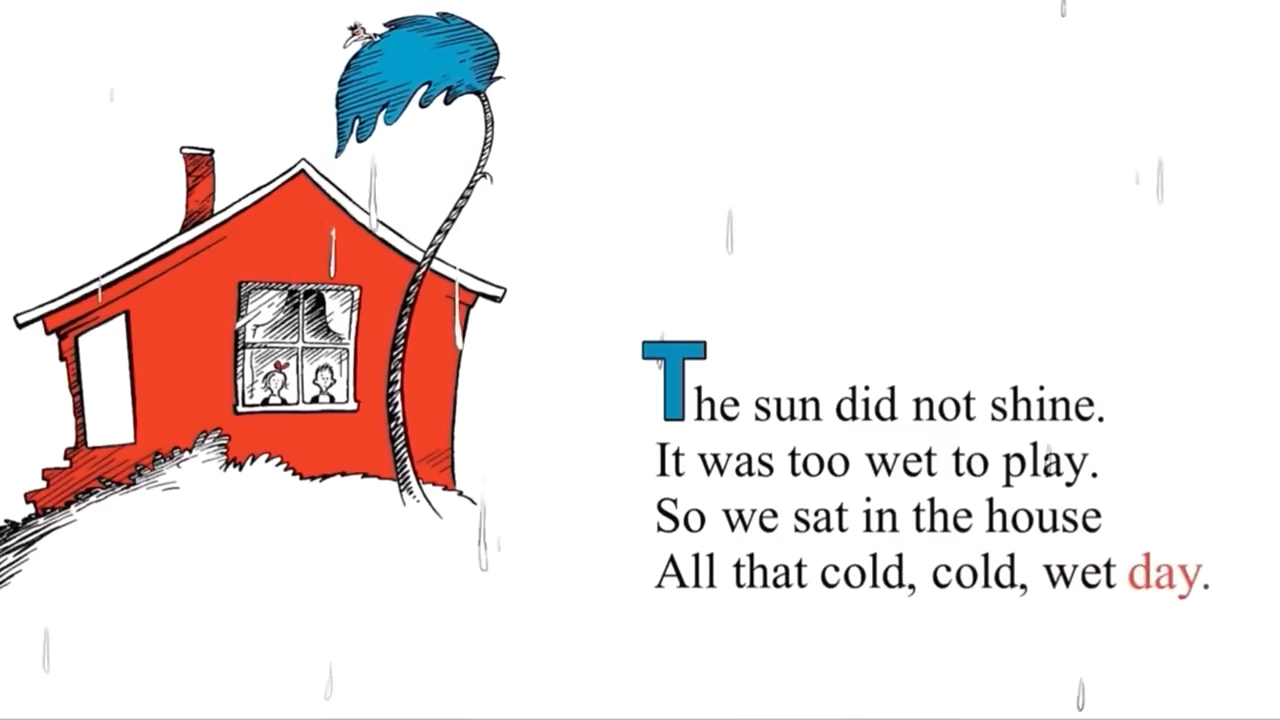 The sun did not shine.
It was too wet to play.
So we sat in the house
All that cold, cold, wet day.